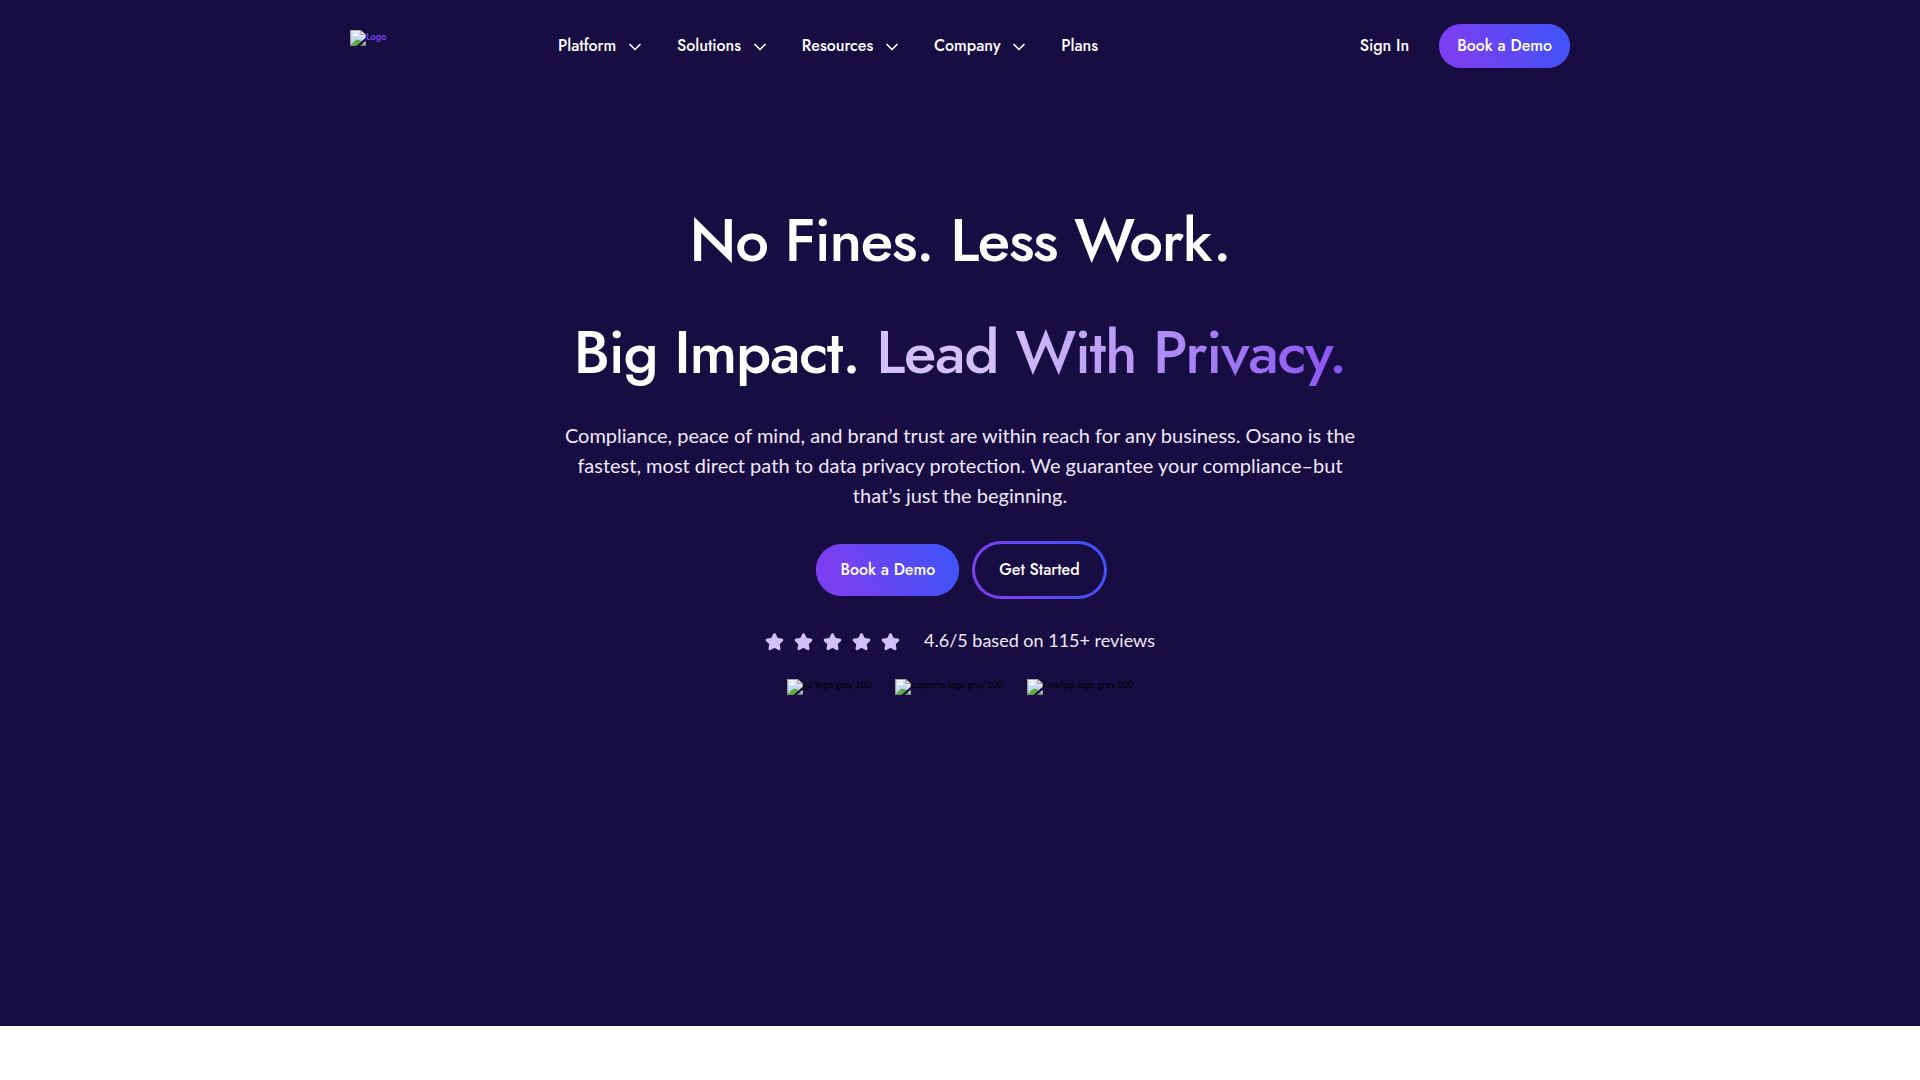 Logo
Platform
Solutions
Resources
Company
Plans
Sign In
Book a Demo
No Fines. Less Work.
Big Impact. Lead With Privacy.
Compliance, peace of mind, and brand trust are within reach for any business. Osano is the
fastest, most direct path to data privacy protection. We guarantee your compliance–but
that’s just the beginning.
Book a Demo
Get Started
4.6/5 based on 115+ reviews
logo gray 100
logo gray 100
logo gray 100